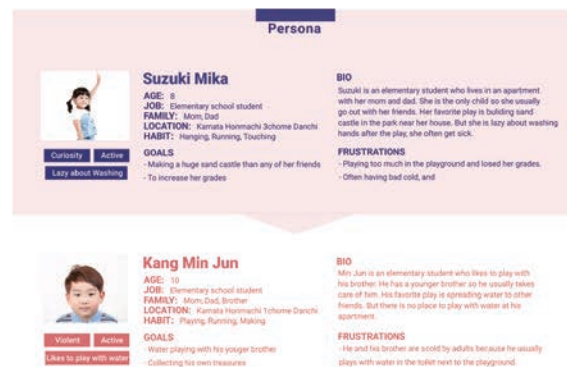 Persona
Suzuki Mika
AGE: 8
JOB: Elementary school student
FAMILY: Mom, Dad
LOCATION: Kamata Honmachi 3chome Danchi
HABIT: Hanging, Running, Touching
GOALS
- Making a huge sand castle than any of her friends
- To increase her grades
Curiosity
Active
Lazy about Washing
BIO
Suzuki is an elementary student who lives in an apartment
with her mom and dad. She is the only child so she usually
go out with her friends. Her favorite play is building sand
castle in the park near her house. But she is lazy about washing
hands after the play, she often get sick.
FRUSTRATIONS
- Playing too much in the playground and losed her grades.
- Often having bad cold, and
Kang Min Jun
AGE: 10
JOB: Elementary school student
FAMILY: Mom, Dad, Brother
LOCATION: Kamata Honmachi 1chome Danchi
HABIT: Playing, Running, Making
GOALS
- Water playing with his youger brother
- Collecting his own treasures
Violent
Active
Likes to play with water
BIO
Min Jun is an elementary student who likes to play with
his brother. He has a younger brother so he usually takes
care of him. His favorite play is spreading water to other
friends. But there is no place to play with water at his
apartment.
FRUSTRATIONS
- He and his brother are scold by adults because he usually
plays with water in the toilet next to the playground.